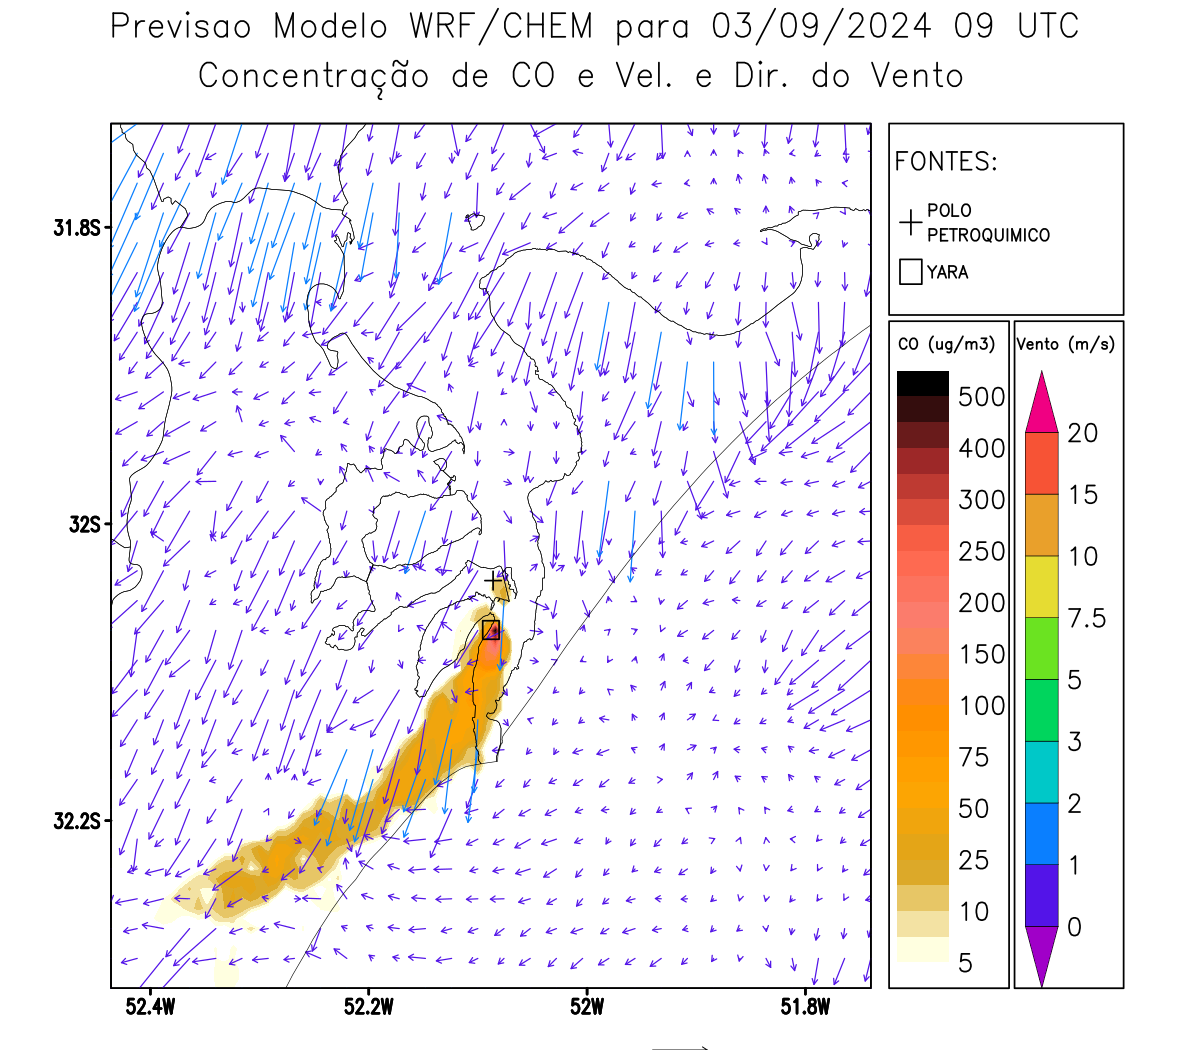 Previsao Modelo WRF/CHEM para 03/09/2024 09 UTC
Concentração de CO e Vel. e Dir. do Vento
FONTES:
POLO
PETROQUIMICO
YARA
CO (ug/m3)
500
400
300
250
200
150
100
75
50
25
10
5
Vento (m/s)
20
15
10
7.5
5
3
2
1
0
31.8S
32S
32.2S
52.4W
52.2W
52W
51.8W